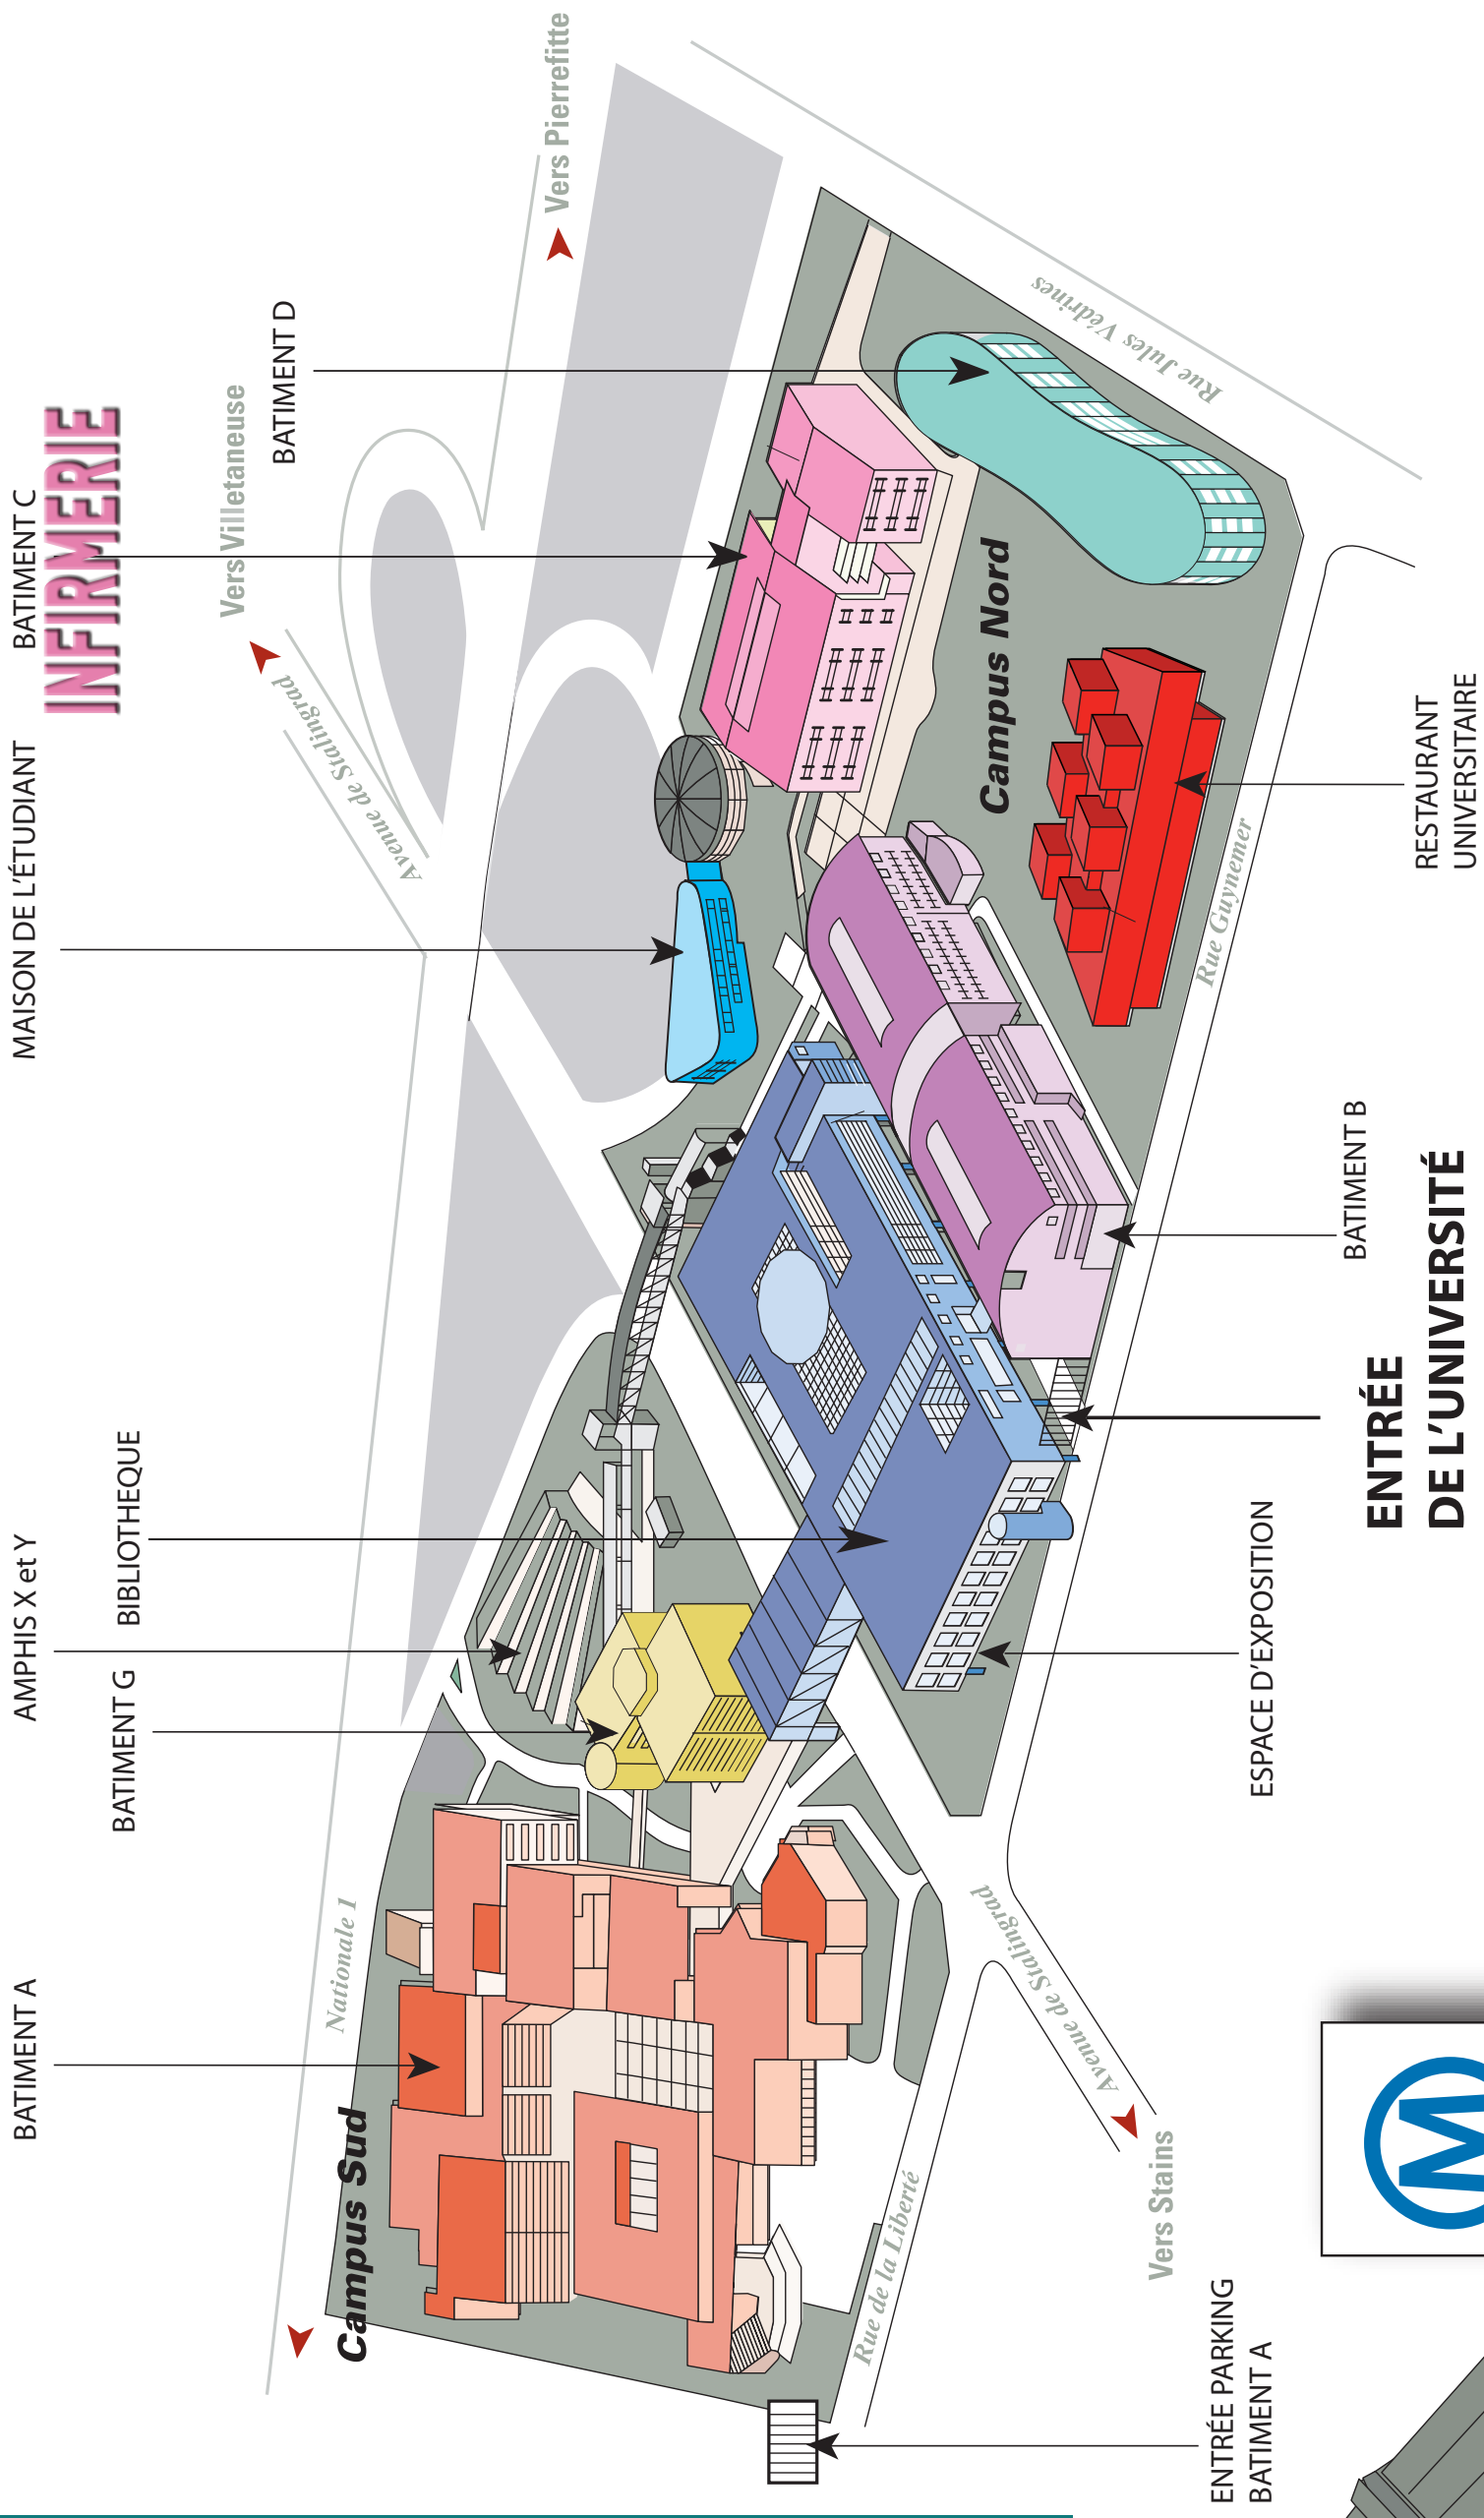 BATIMENT A
AMPHIS X et Y
MAISON DE L'ÉTUDIANT
BATIMENT C
INFIRMERIE
BATIMENT G
BIBLIOTHEQUE
BATIMENT D
Vers Villetaneuse
Vers Pierrefitte
Avenue de Stalingrad
Nationale 1
Campus Sud
Campus Nord
Rue Jules Védrines
Rue Guynemer
Rue de la Liberté
Avenue de Stalingrad
Vers Stains
ENTRÉE PARKING
BATIMENT A
ESPACE D'EXPOSITION
ENTRÉE
DE L'UNIVERSITÉ
BATIMENT B
RESTAURANT
UNIVERSITAIRE
M